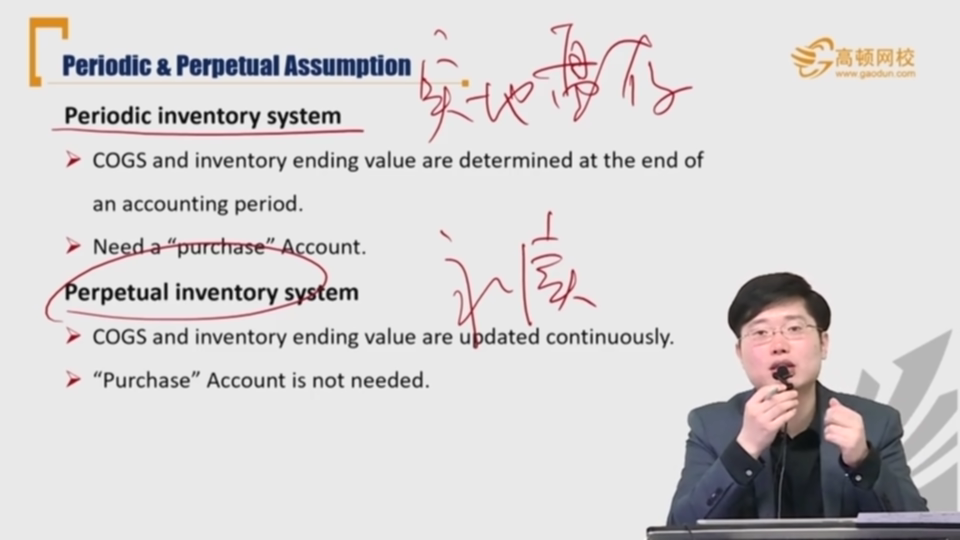 Periodic & Perpetual Assumption
高顿网校
www.gaodun.com
Periodic inventory system
实地盘存
➤ COGS and inventory ending value are determined at the end of
an accounting period.
➤ Need a “purchase” Account.
Perpetual inventory system
永续
➤ COGS and inventory ending value are updated continuously.
➤ “Purchase” Account is not needed.